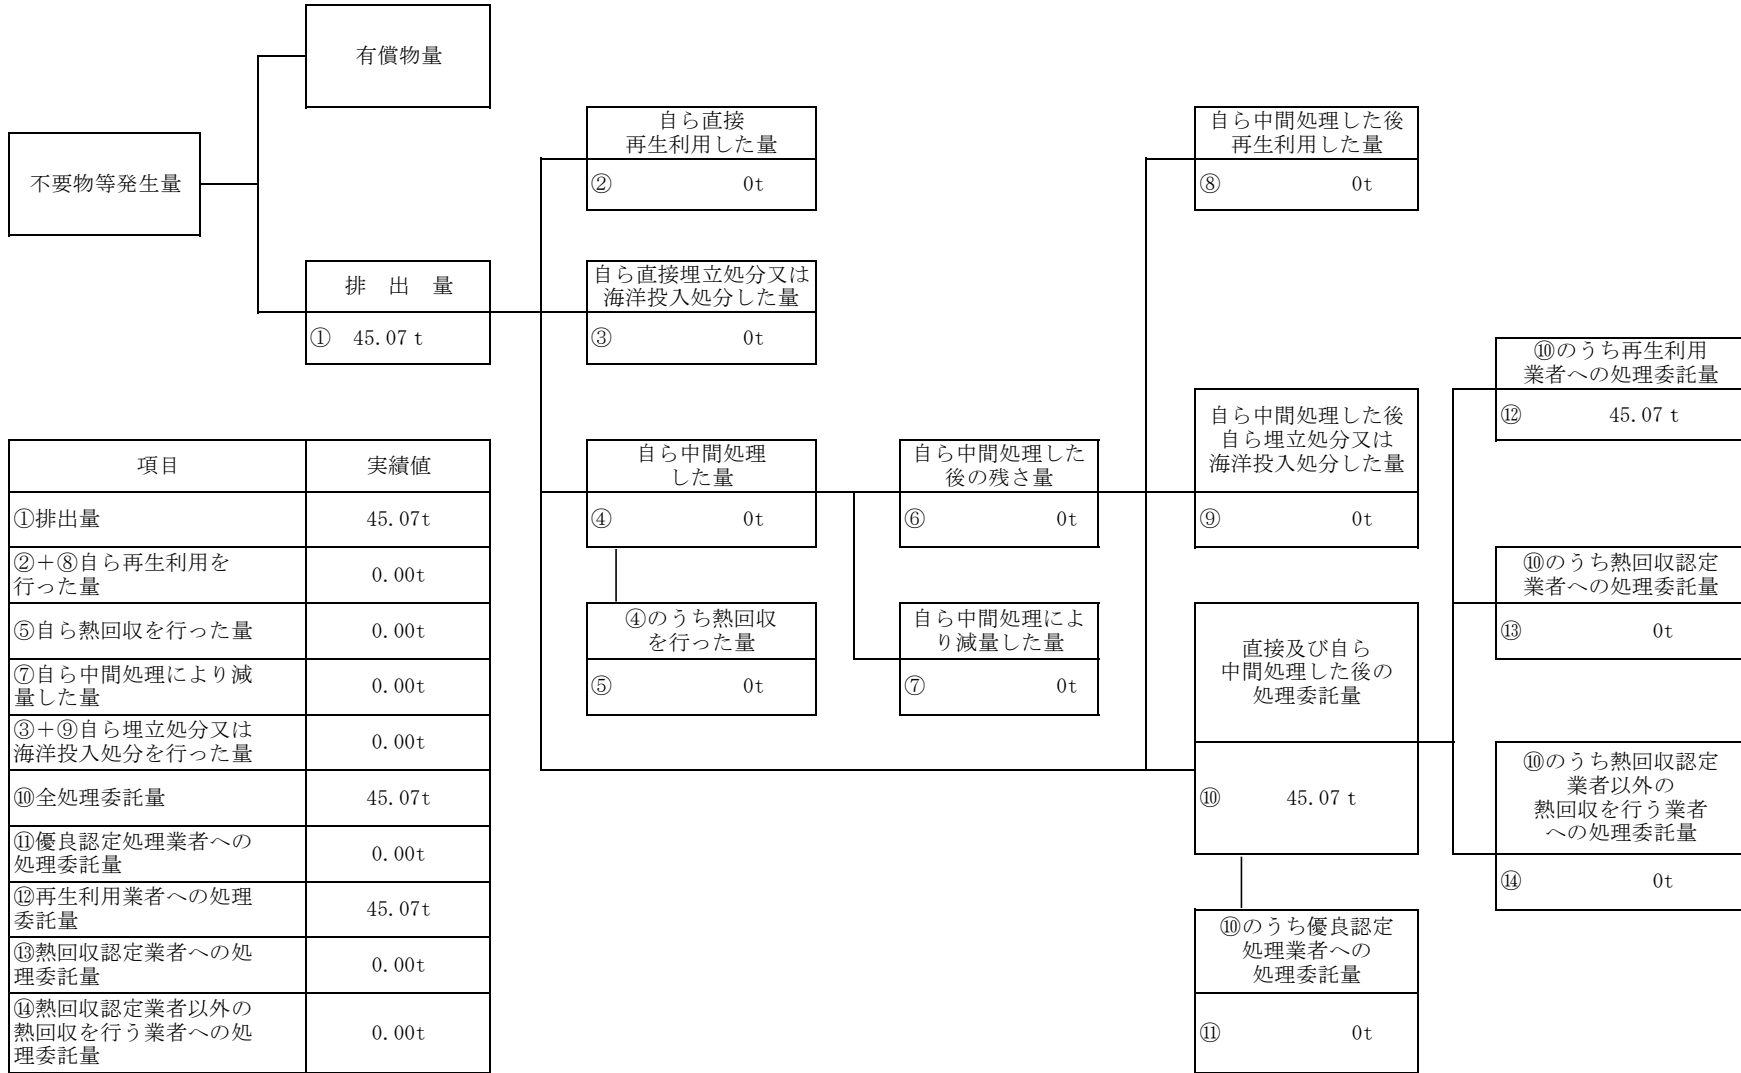 有償物量
不要物等発生量
排 出 量
① 45.07 t
自ら直接
再生利用した量
② 0t
自ら直接埋立処分又は
海洋投入処分した量
③ 0t
自ら中間処理
した量
④ 0t
④のうち熱回収
を行った量
⑤ 0t
自ら中間処理した
後の残さ量
⑥ 0t
自ら中間処理によ
り減量した量
⑦ 0t
自ら中間処理した後
再生利用した量
⑧ 0t
自ら中間処理した後
自ら埋立処分又は
海洋投入処分した量
⑨ 0t
直接及び自ら
中間処理した後の
処理委託量
⑩ 45.07 t
⑩のうち優良認定
処理業者への
処理委託量
⑪ 0t
⑩のうち再生利用
業者への処理委託量
⑫ 45.07 t
⑩のうち熱回収認定
業者への処理委託量
⑬ 0t
⑩のうち熱回収認定
業者以外の
熱回収を行う業者
への処理委託量
⑭ 0t
項目 実績値
①排出量 45.07t
②＋⑧自ら再生利用を
行った量 0.00t
⑤自ら熱回収を行った量 0.00t
⑦自ら中間処理により減
量した量 0.00t
③＋⑨自ら埋立処分又は
海洋投入処分を行った量 0.00t
⑩全処理委託量 45.07t
⑪優良認定処理業者への
処理委託量 0.00t
⑫再生利用業者への処理
委託量 45.07t
⑬熱回収認定業者への処
理委託量 0.00t
⑭熱回収認定業者以外の
熱回収を行う業者への処
理委託量 0.00t